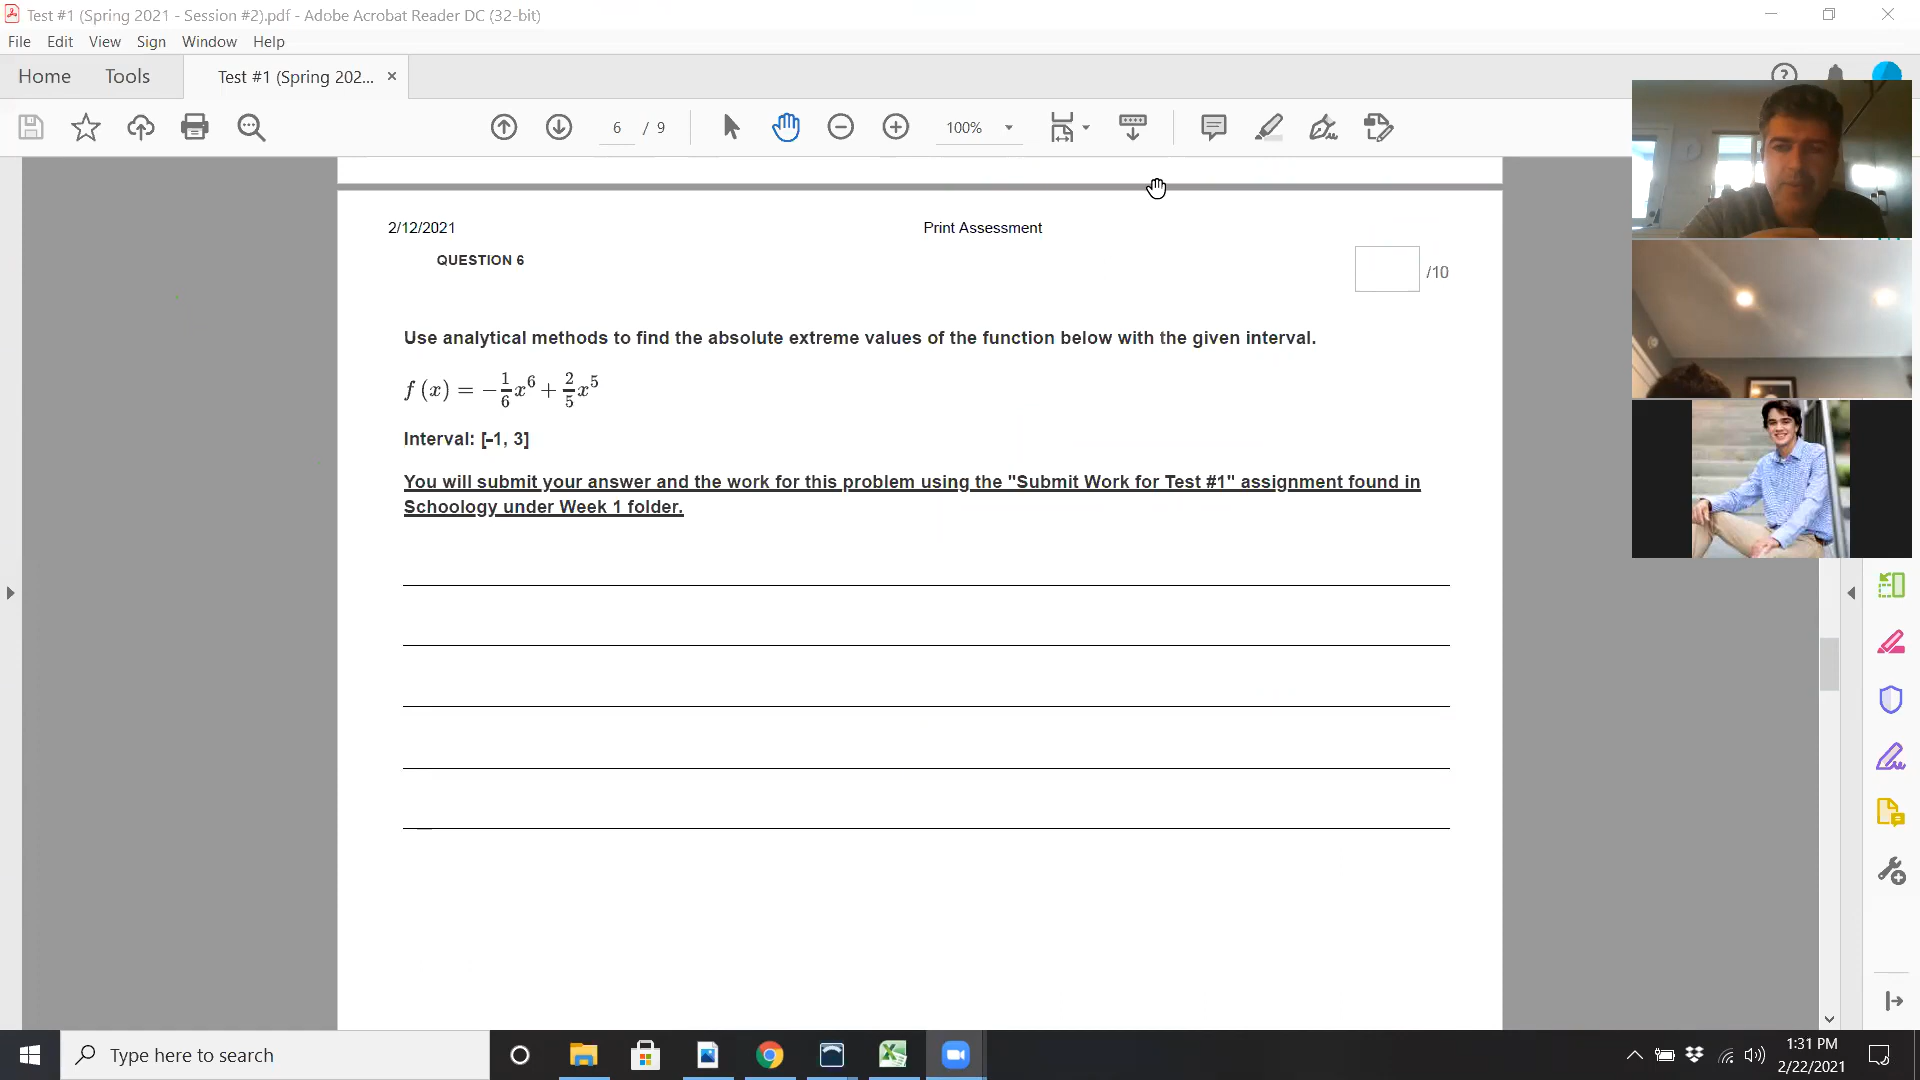 Test #1 (Spring 2021 - Session #2).pdf - Adobe Acrobat Reader DC (32-bit)
File Edit View Sign Window Help
Home Tools Test #1 (Spring 202... ×
6 / 9 100%
2/12/2021 Print Assessment
QUESTION 6
/10
Use analytical methods to find the absolute extreme values of the function below with the given interval.
f (x) = −1/6 x⁶ + 2/5 x⁵
Interval: [-1, 3]
You will submit your answer and the work for this problem using the "Submit Work for Test #1" assignment found in
Schoology under Week 1 folder.
Type here to search
1:31 PM
2/22/2021